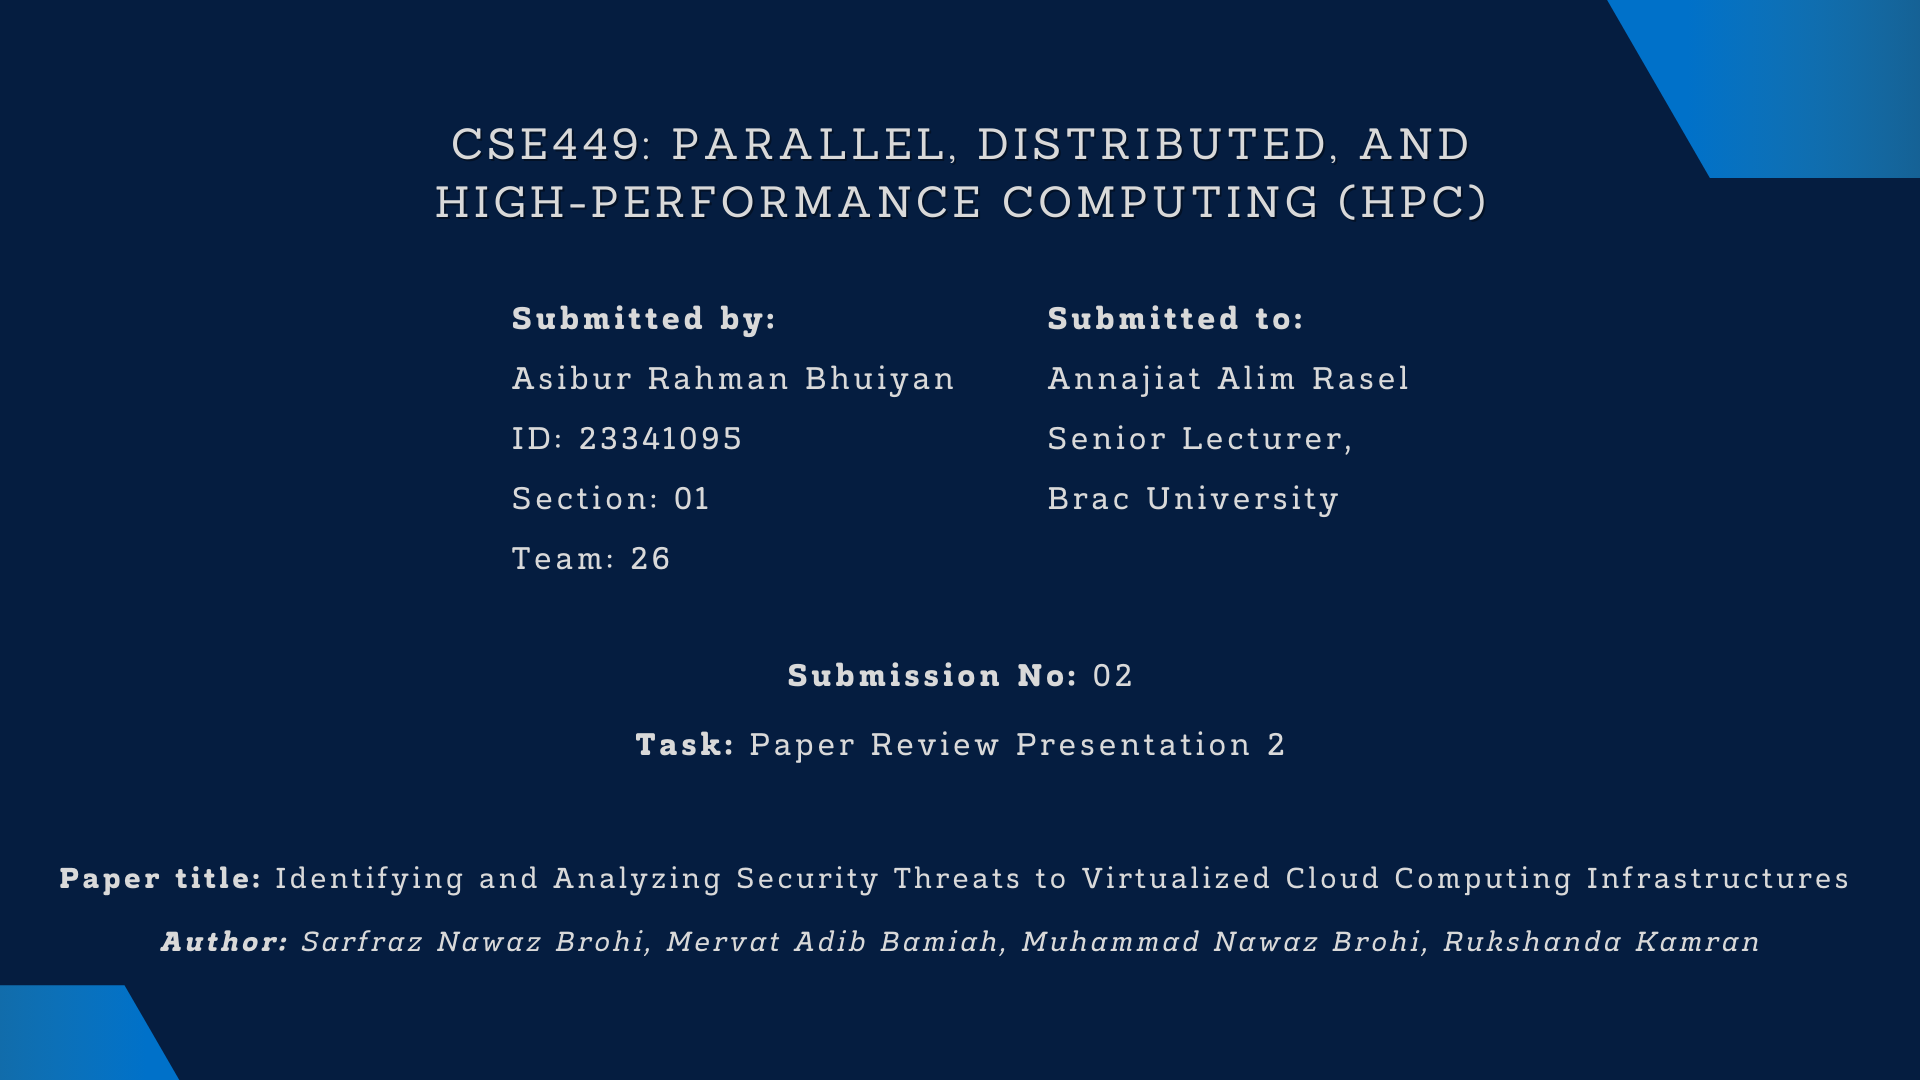 CSE449: PARALLEL, DISTRIBUTED, AND
HIGH-PERFORMANCE COMPUTING (HPC)
Submitted by:
Asibur Rahman Bhuiyan
ID: 23341095
Section: 01
Team: 26
Submitted to:
Annajiat Alim Rasel
Senior Lecturer,
Brac University
Submission No: 02
Task: Paper Review Presentation 2
Paper title: Identifying and Analyzing Security Threats to Virtualized Cloud Computing Infrastructures
Author: Sarfraz Nawaz Brohi, Mervat Adib Bamiah, Muhammad Nawaz Brohi, Rukshanda Kamran